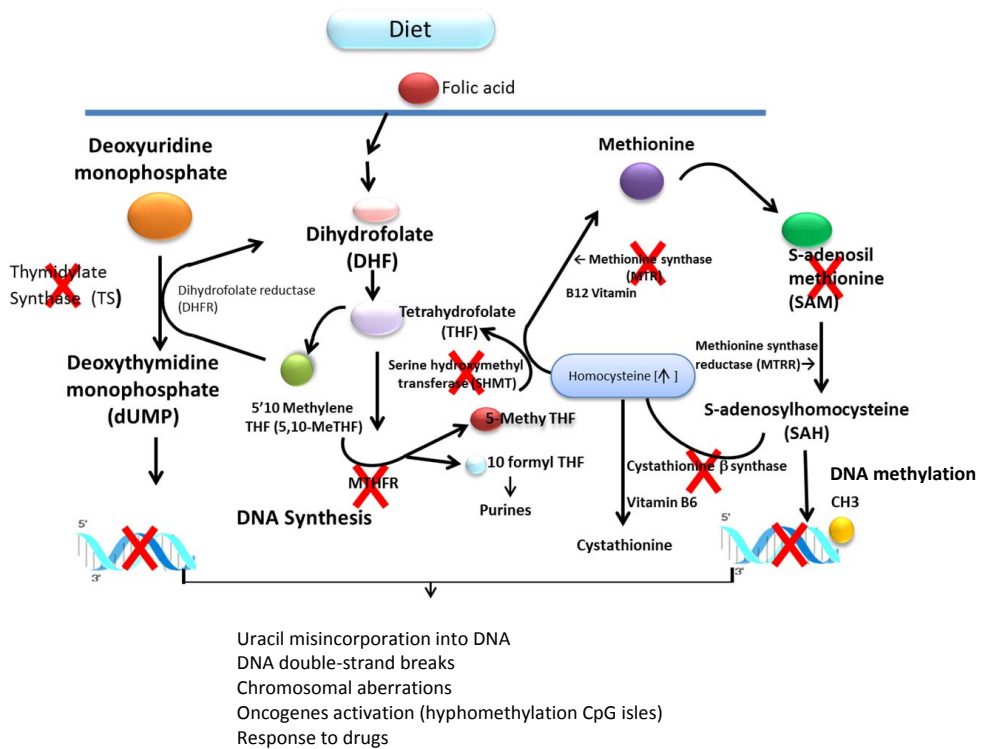 Diet
Folic acid
Deoxyuridine
monophosphate
Methionine
Dihydrofolate
(DHF)
Thymidylate
Synthase (TS)
Dihydrofolate reductase
(DHFR)
← Methionine synthase
(MTR)
B12 Vitamin
S-adenosil
methionine
(SAM)
Tetrahydrofolate
(THF)
Serine hydroxymethyl
transferase (SHMT)
Homocysteine [↑]
Methionine synthase
reductase (MTRR)→
Deoxythymidine
monophosphate
(dUMP)
5'10 Methylene
THF (5,10-MeTHF)
5-Methy THF
S-adenosylhomocysteine
(SAH)
MTHFR
10 formyl THF
Purines
Cystathionine β synthase
Vitamin B6
Cystathionine
DNA methylation
CH3
DNA Synthesis
5'
3'
5'
3'
Uracil misincorporation into DNA
DNA double-strand breaks
Chromosomal aberrations
Oncogenes activation (hyphomethylation CpG isles)
Response to drugs